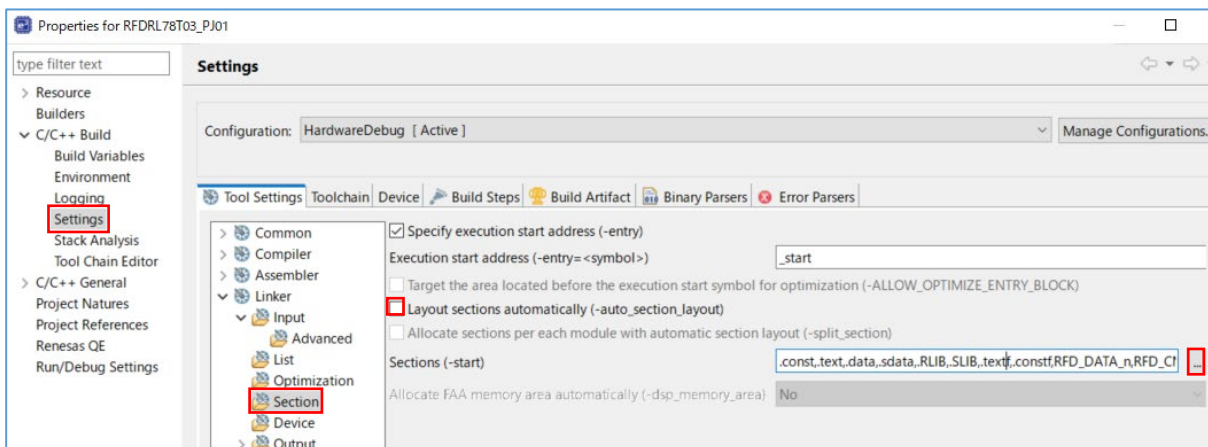 Properties for RFDRL78T03_PJ01
type filter text
Settings
Resource
Builders
C/C++ Build
Build Variables
Environment
Logging
Settings
Stack Analysis
Tool Chain Editor
C/C++ General
Project Natures
Project References
Renesas QE
Run/Debug Settings
Configuration: HardwareDebug [ Active ]
Manage Configurations.
Tool Settings Toolchain Device Build Steps Build Artifact Binary Parsers Error Parsers
Common
Compiler
Assembler
Linker
Input
Advanced
List
Optimization
Section
Device
Output
Specify execution start address (-entry)
Execution start address (-entry=<symbol>) _start
Target the area located before the execution start symbol for optimization (-ALLOW_OPTIMIZE_ENTRY_BLOCK)
Layout sections automatically (-auto_section_layout)
Allocate sections per each module with automatic section layout (-split_section)
Sections (-start) .const,.text,.data,.sdata,.RLIB,.SLIB,.textf,.constf,RFD_DATA_n,RFD_CM ...
Allocate FAA memory area automatically (-dsp_memory_area) No